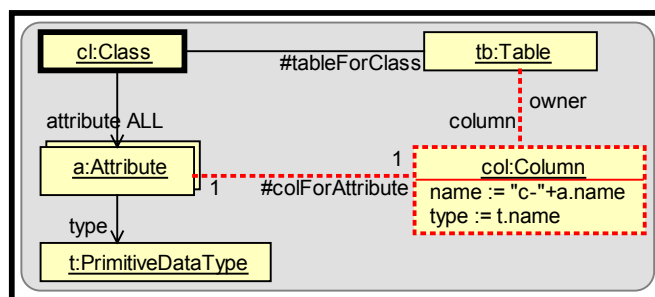 cl:Class
tb:Table
#tableForClass
owner
attribute ALL
column
1
col:Column
a:Attribute
1
#colForAttribute
name := "c-"+a.name
type := t.name
type
t:PrimitiveDataType